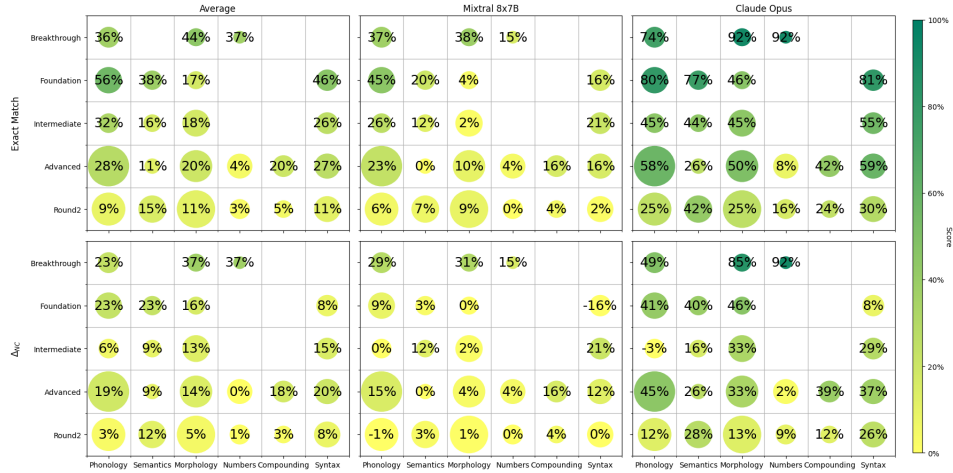 Average Mixtral 8x7B Claude Opus
Exact Match
Breakthrough 36% 44% 37% 37% 38% 15% 74% 92% 92%
Foundation 56% 38% 17% 46% 45% 20% 4% 16% 80% 77% 46% 81%
Intermediate 32% 16% 18% 26% 26% 12% 2% 21% 45% 44% 45% 55%
Advanced 28% 11% 20% 4% 20% 27% 23% 0% 10% 4% 16% 16% 58% 26% 50% 8% 42% 59%
Round2 9% 15% 11% 3% 5% 11% 6% 7% 9% 0% 4% 2% 25% 42% 25% 16% 24% 30%
Δ_NC
Breakthrough 23% 37% 37% 29% 31% 15% 49% 85% 92%
Foundation 23% 23% 16% 8% 9% 3% 0% -16% 41% 40% 46% 8%
Intermediate 6% 9% 13% 15% 0% 12% 2% 21% -3% 16% 33% 29%
Advanced 19% 9% 14% 0% 18% 20% 15% 0% 4% 4% 16% 12% 45% 26% 33% 2% 39% 37%
Round2 3% 12% 5% 1% 3% 8% -1% 3% 1% 0% 4% 0% 12% 28% 13% 9% 12% 26%
Phonology Semantics Morphology Numbers Compounding Syntax Phonology Semantics Morphology Numbers Compounding Syntax Phonology Semantics Morphology Numbers Compounding Syntax
100%
80%
60%
40%
20%
0%
Score